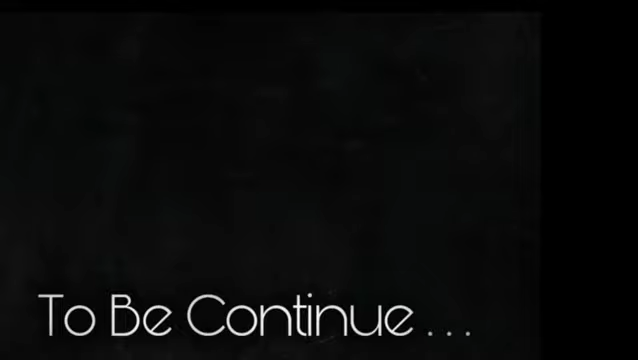 To Be Continue . . .